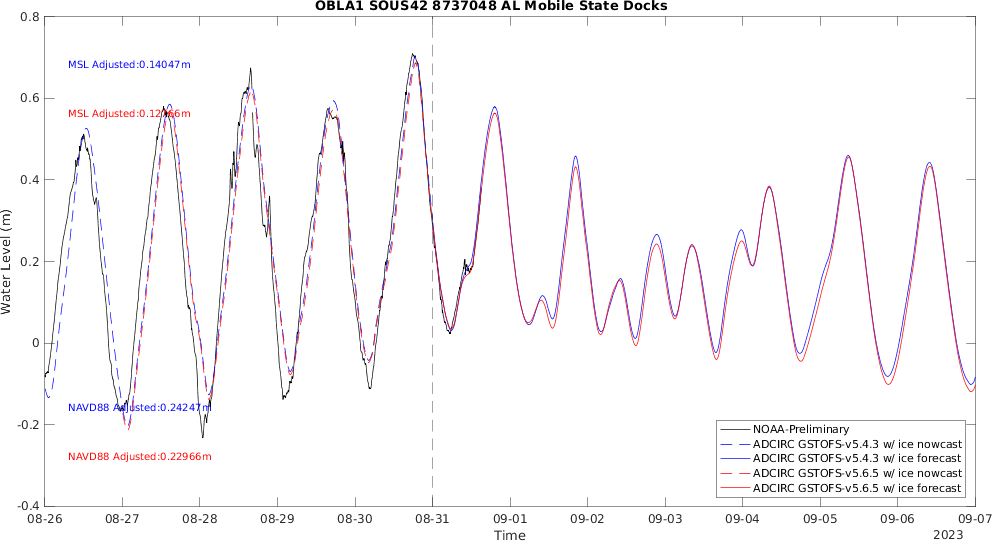 OBLA1 SOUS42 8737048 AL Mobile State Docks
0.8
0.6
0.4
0.2
0
-0.2
-0.4
Water Level (m)
MSL Adjusted:0.14047m
MSL Adjusted:
NAVD88 Adjusted:0.24247m
NAVD88 Adjusted:0.22966m
NOAA-Preliminary
ADCIRC GSTOFS-v5.4.3 w/ ice nowcast
ADCIRC GSTOFS-v5.4.3 w/ ice forecast
ADCIRC GSTOFS-v5.6.5 w/ ice nowcast
ADCIRC GSTOFS-v5.6.5 w/ ice forecast
08-26 08-27 08-28 08-29 08-30 08-31 09-01 09-02 09-03 09-04 09-05 09-06 09-07
Time
2023